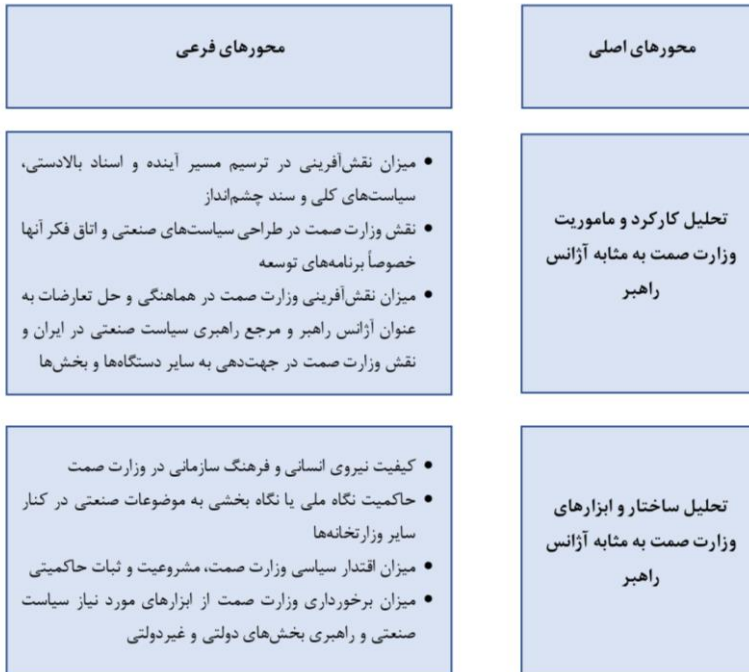 محورهای اصلی
محورهای فرعی
تحلیل کارکرد و ماموریت
وزارت صمت به مثابه آژانس
راهبر
• میزان نقش‌آفرینی در ترسیم مسیر آینده و اسناد بالادستی،
سیاست‌های کلی و سند چشم‌انداز
• نقش وزارت صمت در طراحی سیاست‌های صنعتی و اتاق فکر آنها
خصوصاً برنامه‌های توسعه
• میزان نقش‌آفرینی وزارت صمت در هماهنگی و حل تعارضات به
عنوان آژانس راهبر و مرجع راهبری سیاست صنعتی در ایران و
نقش وزارت صمت در جهت‌دهی به سایر دستگاه‌ها و بخش‌ها
تحلیل ساختار و ابزارهای
وزارت صمت به مثابه آژانس
راهبر
• کیفیت نیروی انسانی و فرهنگ سازمانی در وزارت صمت
• حاکمیت نگاه ملی یا نگاه بخشی به موضوعات صنعتی در کنار
سایر وزارتخانه‌ها
• میزان اقتدار سیاسی وزارت صمت، مشروعیت و ثبات حاکمیتی
• میزان برخورداری وزارت صمت از ابزارهای مورد نیاز سیاست
صنعتی و راهبری بخش‌های دولتی و غیردولتی